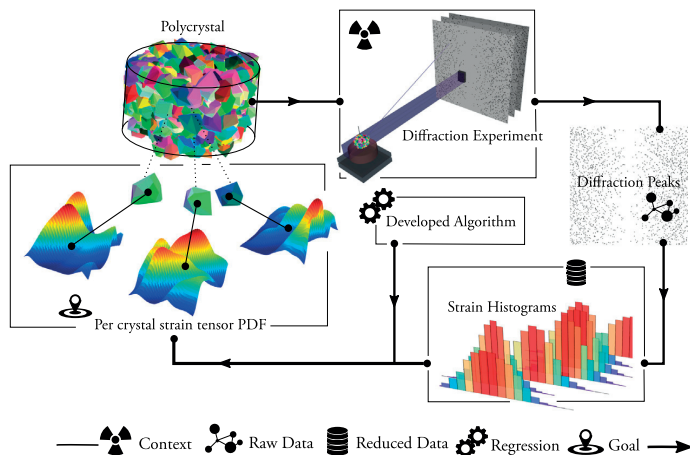 Polycrystal
Diffraction Experiment
Diffraction Peaks
Developed Algorithm
Strain Histograms
Per crystal strain tensor PDF
Context
Raw Data
Reduced Data
Regression
Goal